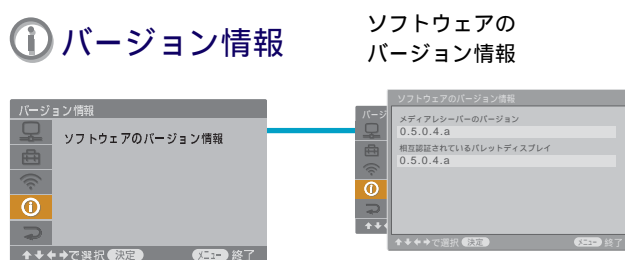 バージョン情報
ソフトウェアの
バージョン情報
バージョン情報
ソフトウェアのバージョン情報
で選択 決定 メニュー 終了
バージ
ソフトウェアのバージョン情報
メディアレシーバーのバージョン
0.5.0.4.a
相互認証されているパレットディスプレイ
0.5.0.4.a
で選択 決定 メニュー 終了